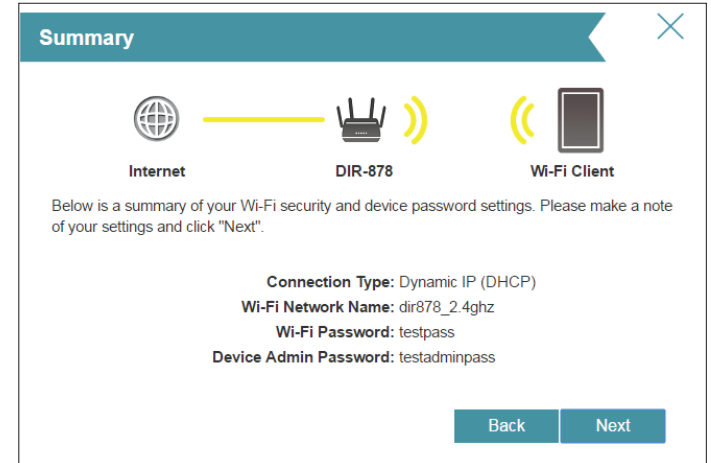 Summary
Internet
DIR-878
Wi-Fi Client
Below is a summary of your Wi-Fi security and device password settings. Please make a note
of your settings and click "Next".
Connection Type: Dynamic IP (DHCP)
Wi-Fi Network Name: dir878_2.4ghz
Wi-Fi Password: testpass
Device Admin Password: testadminpass
Back
Next